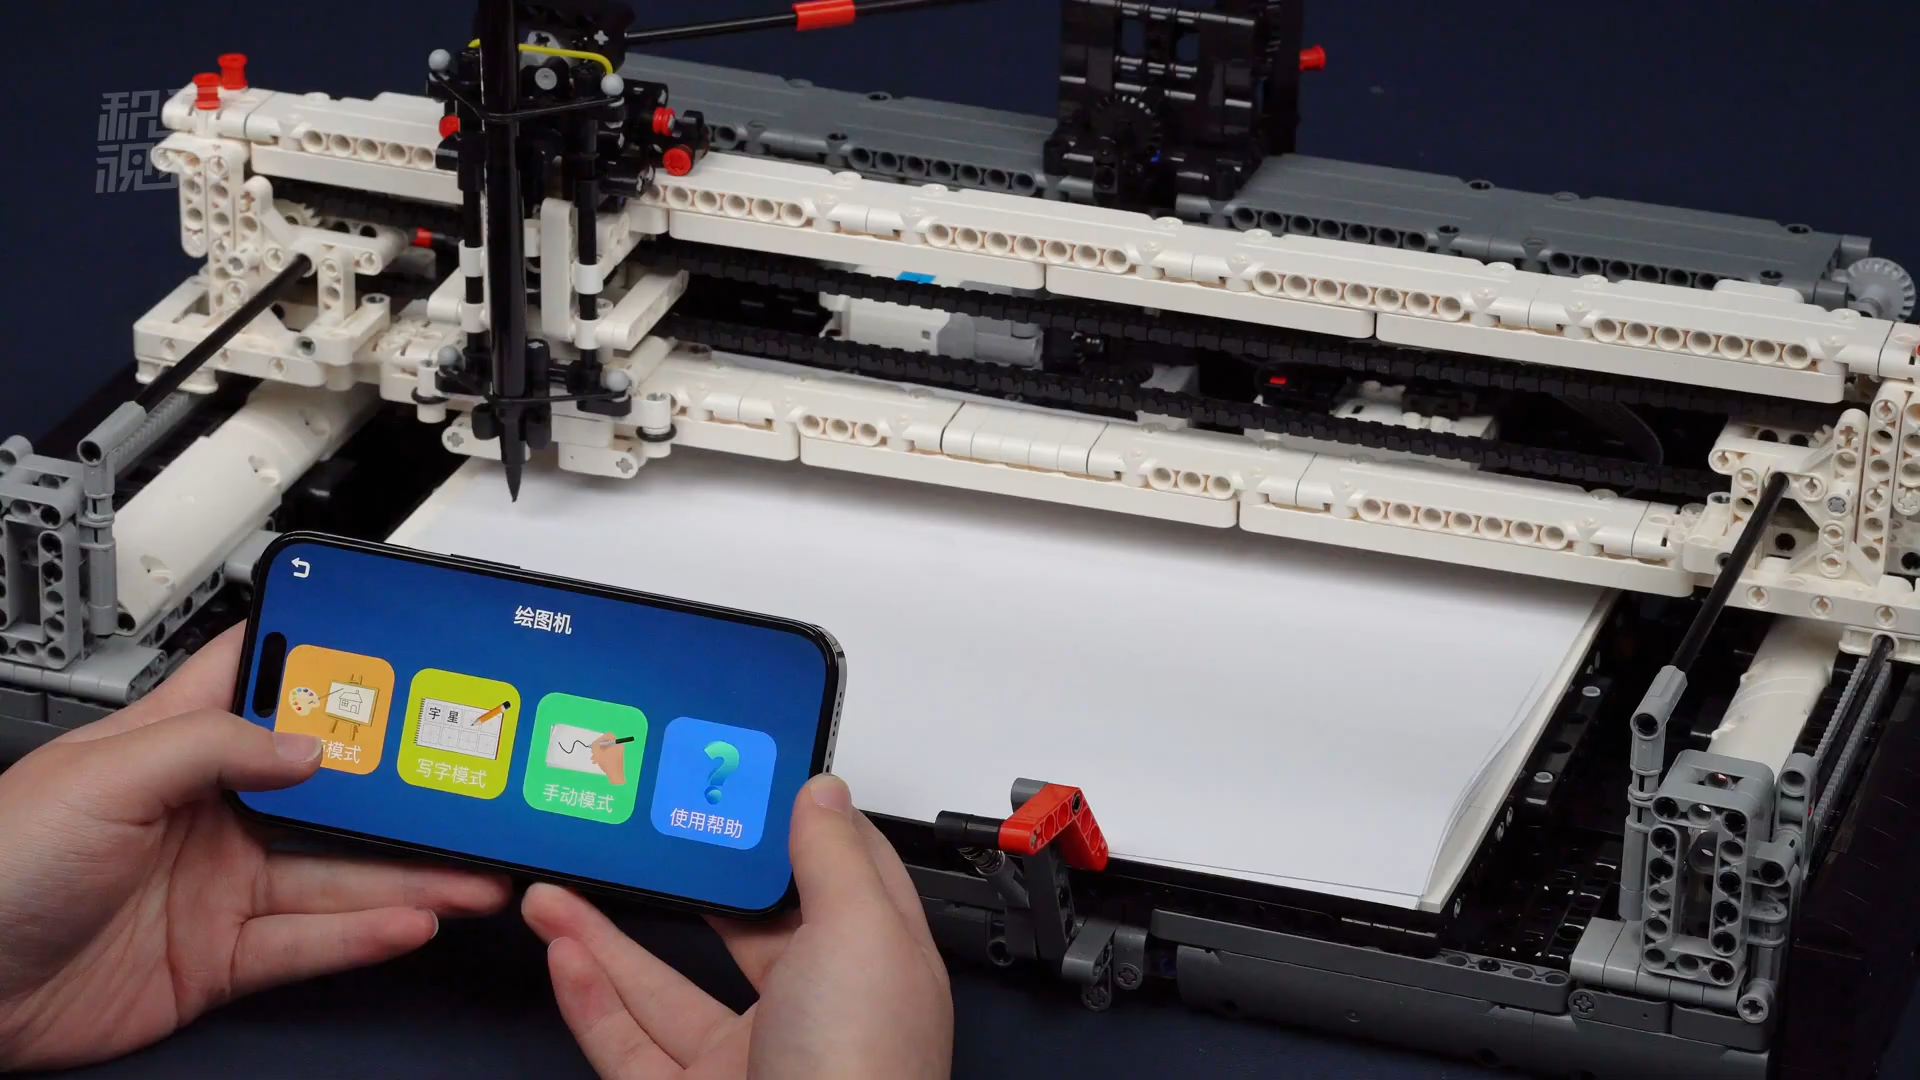 绘图机
模式
写字模式
字 星
手动模式
使用帮助